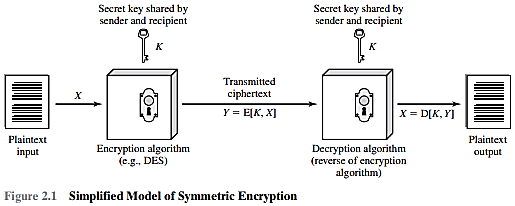 Secret key shared by
sender and recipient
K
Secret key shared by
sender and recipient
K
X
Transmitted
ciphertext
Y = E[K, X]
X = D[K, Y]
Plaintext
input
Encryption algorithm
(e.g., DES)
Decryption algorithm
(reverse of encryption
algorithm)
Plaintext
output
Figure 2.1 Simplified Model of Symmetric Encryption